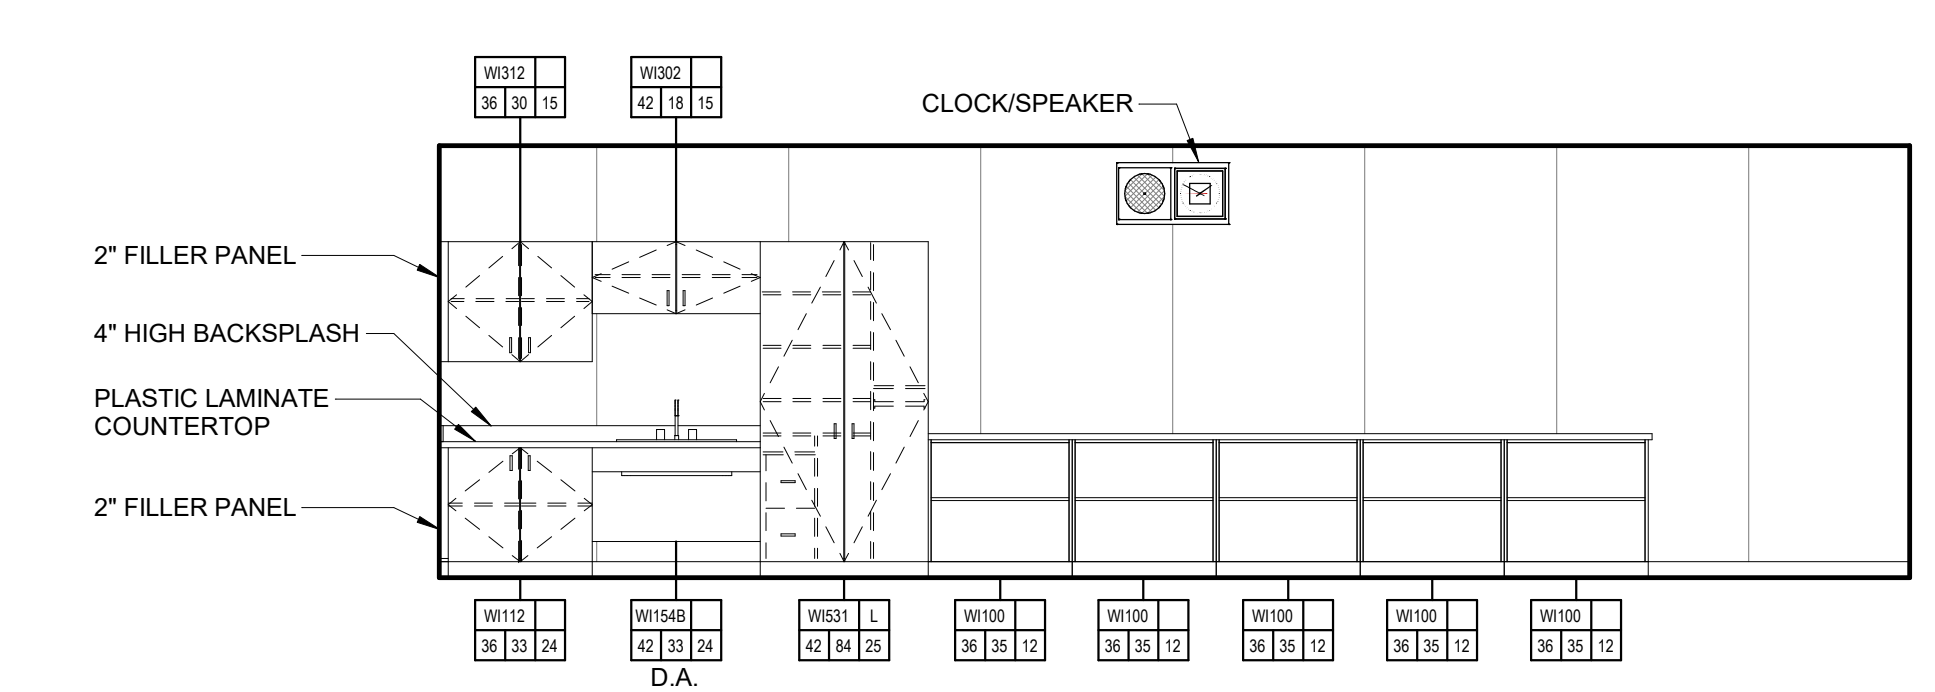 WI312
36 30 15
WI302
42 18 15
CLOCK/SPEAKER
2" FILLER PANEL
4" HIGH BACKSPLASH
PLASTIC LAMINATE
COUNTERTOP
2" FILLER PANEL
WI112
36 33 24
WI154B
42 33 24
D.A.
WI531 L
42 84 25
WI100
36 35 12
WI100
36 35 12
WI100
36 35 12
WI100
36 35 12
WI100
36 35 12